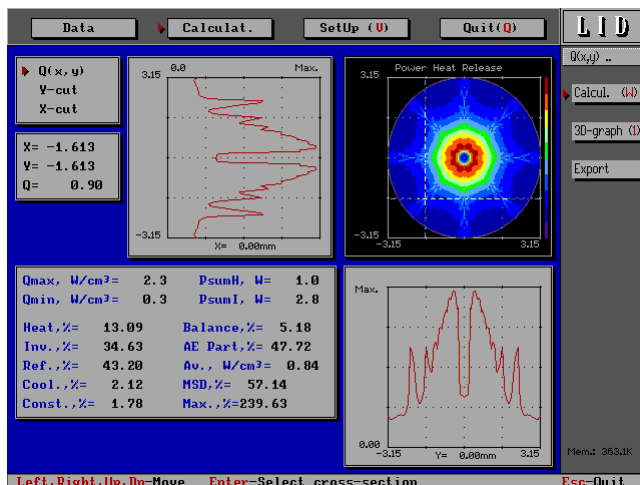 Data Calculat. SetUp (U) Quit(Q) LID
Q(x,y) ..
Q(x,y)
Y-cut
X-cut
X= -1.613
Y= -1.613
Q= 0.90
0.0 Max.
3.15
-3.15
X= 0.00mm
Power Heat Release
3.15
-3.15
-3.15 3.15
Calcul. (W)
3D-graph (1)
Export
Qmax, W/cm³= 2.3 PsumH, W= 1.0
Qmin, W/cm³= 0.3 PsumI, W= 2.8
Heat,%= 13.09 Balance,%= 5.18
Inv.,%= 34.63 AE Part,%= 47.72
Ref.,%= 43.20 Av., W/cm³= 0.84
Cool.,%= 2.12 MSD,%= 57.14
Const.,%= 1.78 Max.,%=239.63
Max.
0.00
-3.15 Y= 0.00mm 3.15
Mem.: 363.1K
Left,Right,Up,Dn-Move Enter-Select cross-section Esc-Quit